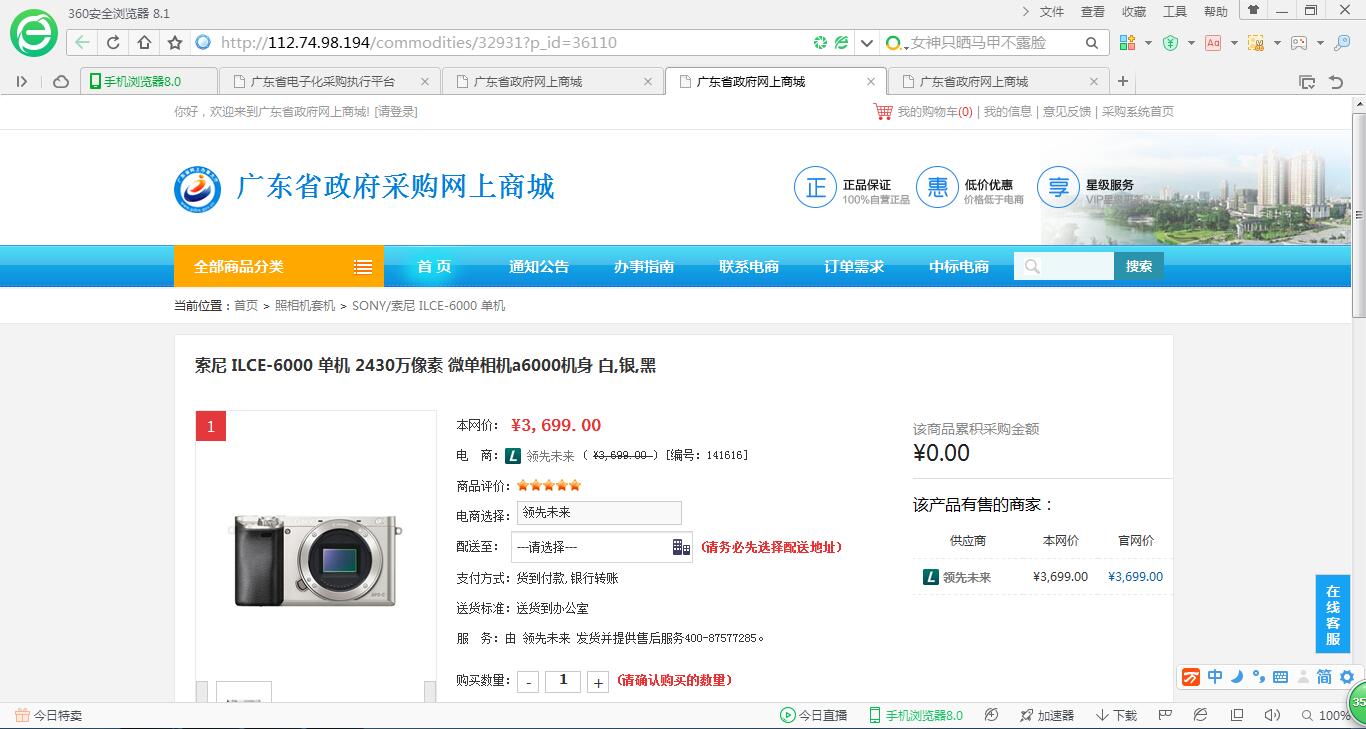 360安全浏览器 8.1
文件 查看 收藏 工具 帮助
http://112.74.98.194/commodities/32931?p_id=36110
女神只晒马甲不露脸
手机浏览器8.0
广东省电子化采购执行平台
广东省政府网上商城
广东省政府网上商城
广东省政府网上商城
你好，欢迎来到广东省政府网上商城! [请登录]
我的购物车(0) | 我的信息 | 意见反馈 | 采购系统首页
广东省政府采购网上商城
正 正品保证
100%自营正品
惠 低价优惠
价格低于电商
享 星级服务
VIP星级服务
全部商品分类 首 页 通知公告 办事指南 联系电商 订单需求 中标电商 搜索
当前位置：首页 > 照相机套机 > SONY/索尼 ILCE-6000 单机
索尼 ILCE-6000 单机 2430万像素 微单相机a6000机身 白,银,黑
1
本网价： ¥3,699.00
电 商： L 领先未来 ( ¥3,699.00 ) [编号：141616]
商品评价：
电商选择： 领先未来
配送至： ---请选择--- (请务必先选择配送地址)
支付方式：货到付款,银行转账
送货标准：送货到办公室
服 务：由 领先未来 发货并提供售后服务400-87577285。
购买数量： - 1 + (请确认购买的数量)
该商品累积采购金额
¥0.00
该产品有售的商家：
供应商 本网价 官网价
L 领先未来 ¥3,699.00 ¥3,699.00
在线客服
中 简
35
今日特卖
今日直播 手机浏览器8.0 加速器 下载 100%